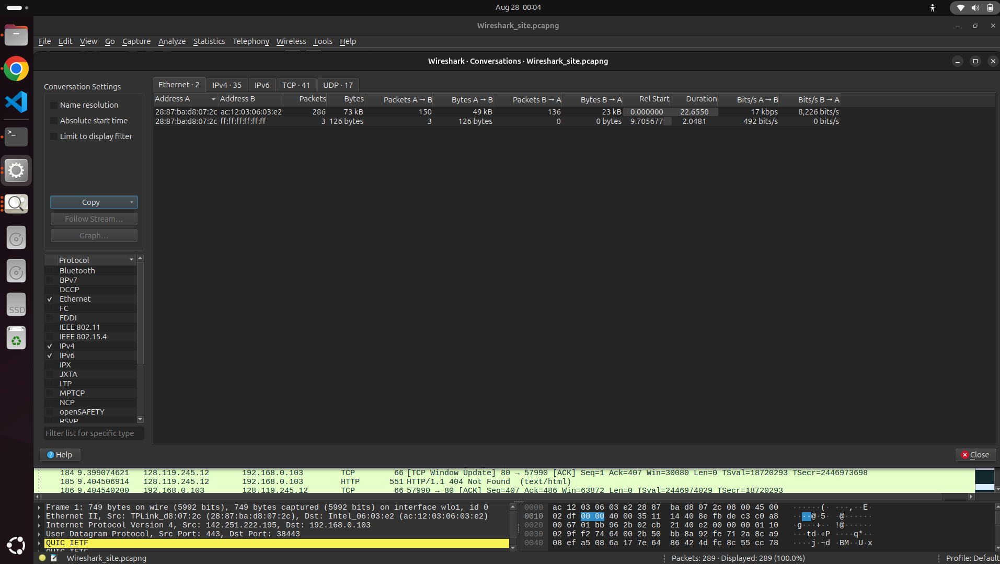 Aug 28 00:04
Wireshark_site.pcapng
File Edit View Go Capture Analyze Statistics Telephony Wireless Tools Help
Wireshark · Conversations · Wireshark_site.pcapng
Conversation Settings
Name resolution
Absolute start time
Limit to display filter
Copy
Follow Stream…
Graph…
Protocol
Bluetooth
BPv7
DCCP
Ethernet
FC
FDDI
IEEE 802.11
IEEE 802.15.4
IPv4
IPv6
IPX
JXTA
LTP
MPTCP
NCP
openSAFETY
RSVP
Filter list for specific type
Help
Ethernet · 2 IPv4 · 35 IPv6 TCP · 41 UDP · 17
Address A Address B Packets Bytes Packets A → B Bytes A → B Packets B → A Bytes B → A Rel Start Duration Bits/s A → B Bits/s B → A
28:87:ba:d8:07:2c ac:12:03:06:03:e2 286 73 kB 150 49 kB 136 23 kB 0.000000 22.6550 17 kbps 8,226 bits/s
28:87:ba:d8:07:2c ff:ff:ff:ff:ff:ff 3 126 bytes 3 126 bytes 0 0 bytes 9.705677 2.0481 492 bits/s 0 bits/s
Close
184 9.399074621 128.119.245.12 192.168.0.103 TCP 66 [TCP Window Update] 80 → 57990 [ACK] Seq=1 Ack=407 Win=30080 Len=0 TSval=18720293 TSecr=2446973698
185 9.404506914 128.119.245.12 192.168.0.103 HTTP 551 HTTP/1.1 404 Not Found (text/html)
186 9.404540200 192.168.0.103 128.119.245.12 TCP 66 57990 → 80 [ACK] Seq=407 Ack=486 Win=63872 Len=0 TSval=2446974029 TSecr=18720293
Frame 1: 749 bytes on wire (5992 bits), 749 bytes captured (5992 bits) on interface wlo1, id 0
Ethernet II, Src: TPLink_d8:07:2c (28:87:ba:d8:07:2c), Dst: Intel_06:03:e2 (ac:12:03:06:03:e2)
Internet Protocol Version 4, Src: 142.251.222.195, Dst: 192.168.0.103
User Datagram Protocol, Src Port: 443, Dst Port: 38443
QUIC IETF
QUIC IETF
0000 ac 12 03 06 03 e2 28 87 ba d8 07 2c 08 00 45 00 ······(· ···,··E·
0010 02 df 00 00 40 00 35 11 14 40 8e fb de c3 c0 a8 ····@·5· ·@······
0020 00 67 01 bb 96 2b 02 cb 21 40 e2 00 00 00 01 10 ·g···+·· !@······
0030 02 9f f2 74 64 00 2b 50 bb 8a 92 fe 71 2a 8c a9 ···td·+P ····q*··
0040 08 ef a5 08 6a 17 7e 64 86 42 4d fc 8c 55 cc 78 ····j·~d ·BM··U·x
Wireshark_site.pcapng
Packets: 289 · Displayed: 289 (100.0%)
Profile: Default
SSD